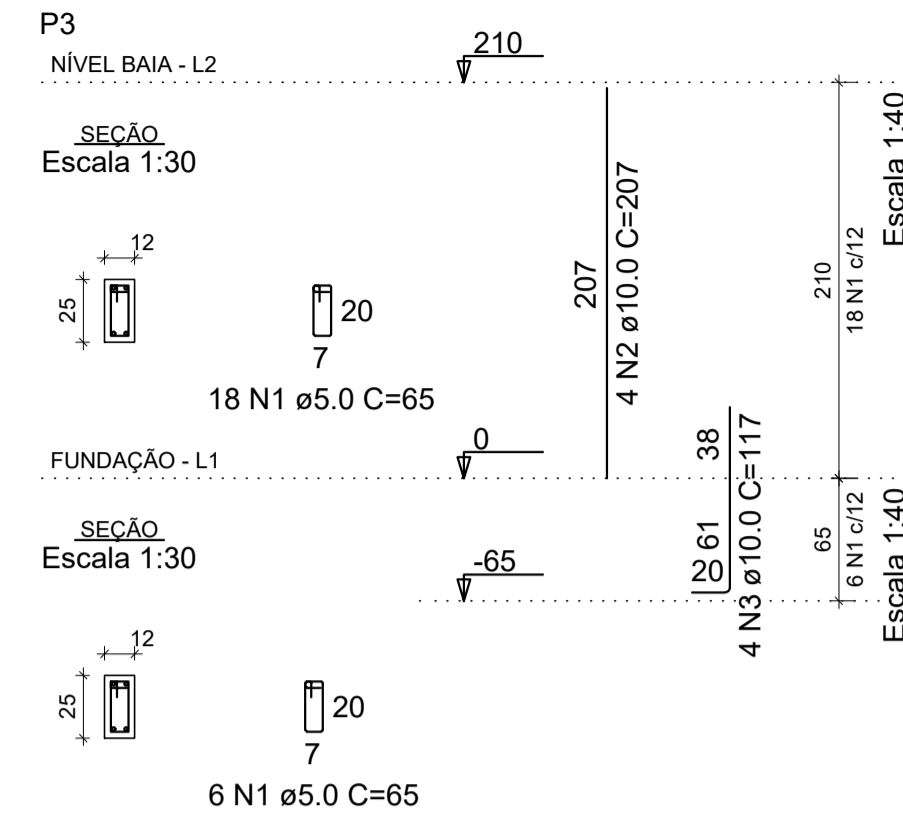 P3
NÍVEL BAIA - L2
210
SEÇÃO
Escala 1:30
12
25
20
7
18 N1 ø5.0 C=65
207
4 N2 ø10.0 C=207
210
18 N1 c/12
Escala 1:40
FUNDAÇÃO - L1
0
SEÇÃO
Escala 1:30
-65
38
61
20
4 N3 ø10.0 C=117
65
6 N1 c/12
Escala 1:40
12
25
20
7
6 N1 ø5.0 C=65